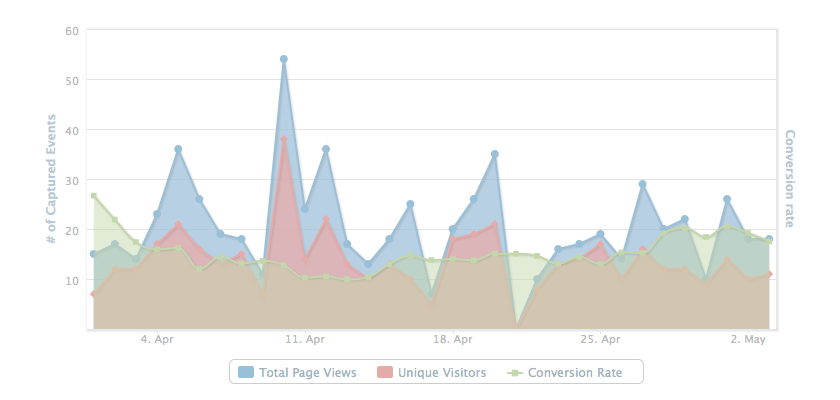 60
50
40
30
20
10
# of Captured Events
Conversion rate
4. Apr 11. Apr 18. Apr 25. Apr 2. May
Total Page Views Unique Visitors Conversion Rate